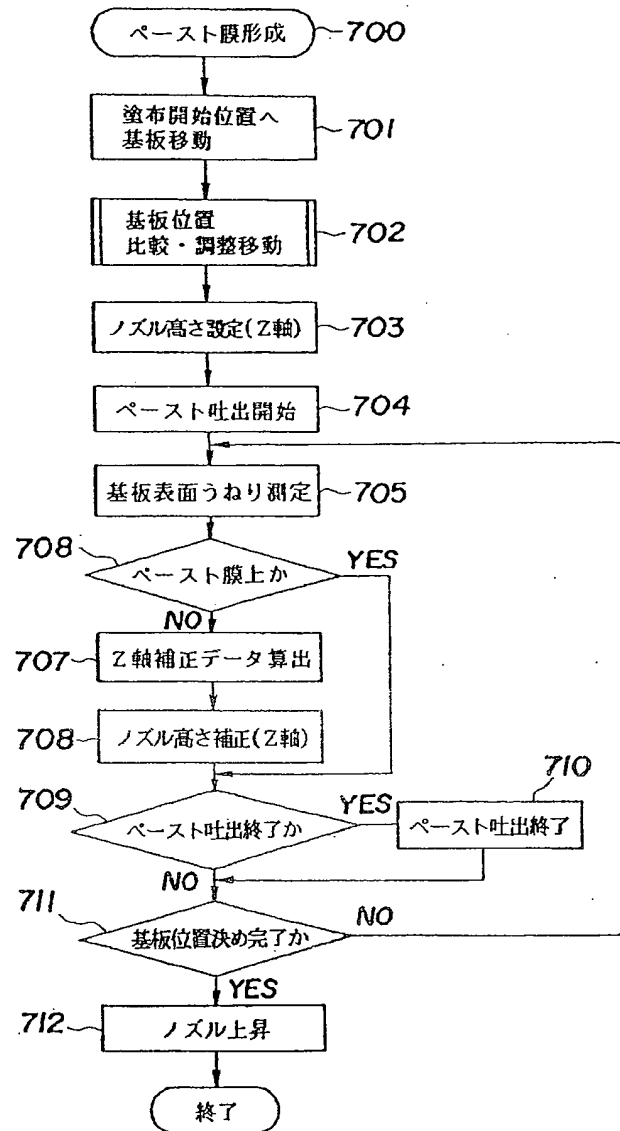 ペースト膜形成
700
塗布開始位置へ
基板移動
701
基板位置
比較・調整移動
702
ノズル高さ設定(Z軸)
703
ペースト吐出開始
704
基板表面うねり測定
705
708
ペースト膜上か
YES
NO
707
Z軸補正データ算出
708
ノズル高さ補正(Z軸)
709
ペースト吐出終了か
YES
710
ペースト吐出終了
NO
711
基板位置決め完了か
NO
YES
712
ノズル上昇
終了